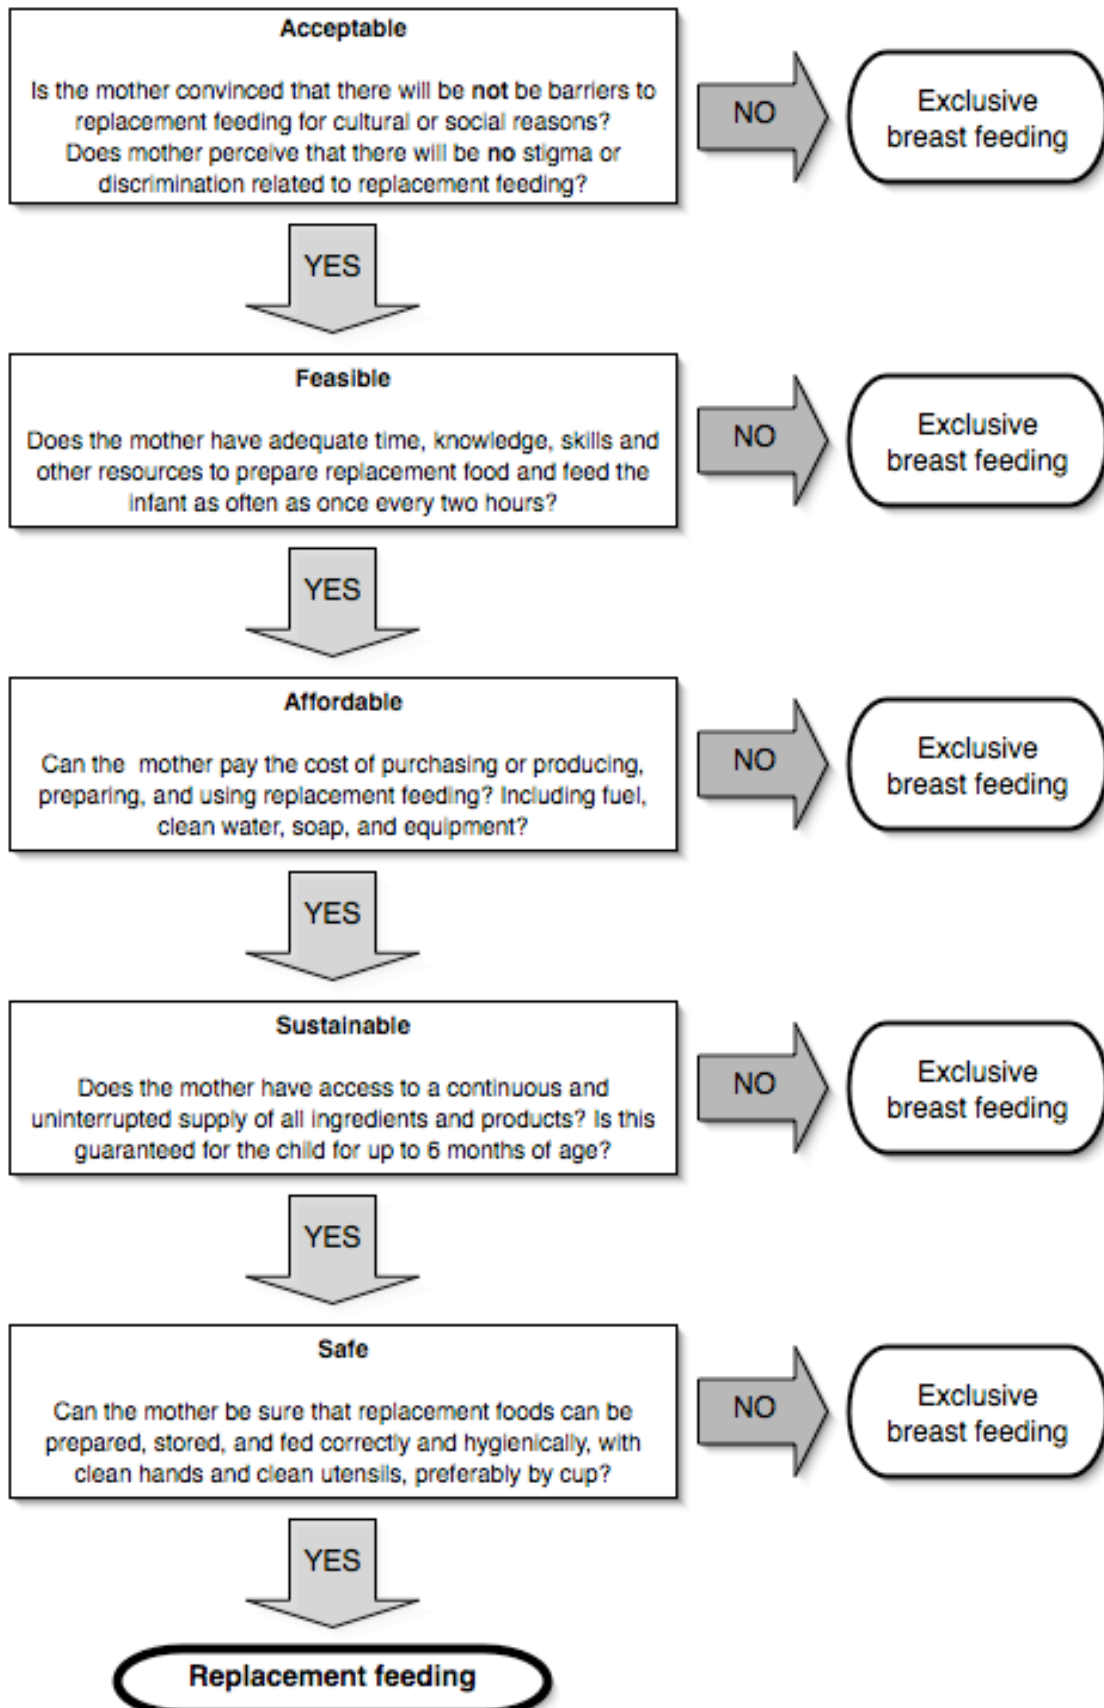 Acceptable
Is the mother convinced that there will be not be barriers to
replacement feeding for cultural or social reasons?
Does mother perceive that there will be no stigma or
discrimination related to replacement feeding?
NO
Exclusive
breast feeding
YES
Feasible
Does the mother have adequate time, knowledge, skills and
other resources to prepare replacement food and feed the
infant as often as once every two hours?
NO
Exclusive
breast feeding
YES
Affordable
Can the mother pay the cost of purchasing or producing,
preparing, and using replacement feeding? Including fuel,
clean water, soap, and equipment?
NO
Exclusive
breast feeding
YES
Sustainable
Does the mother have access to a continuous and
uninterrupted supply of all ingredients and products? Is this
guaranteed for the child for up to 6 months of age?
NO
Exclusive
breast feeding
YES
Safe
Can the mother be sure that replacement foods can be
prepared, stored, and fed correctly and hygienically, with
clean hands and clean utensils, preferably by cup?
NO
Exclusive
breast feeding
YES
Replacement feeding